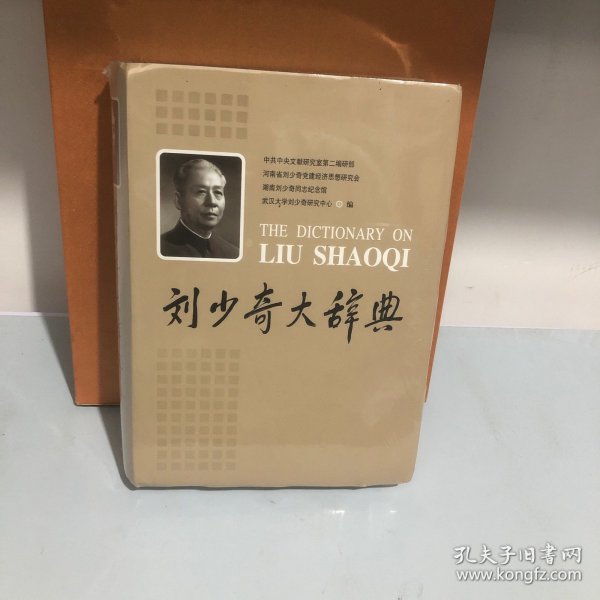 中共中央文献研究室第二编研部
河南省刘少奇党建经济思想研究会
湖南刘少奇同志纪念馆
武汉大学刘少奇研究中心 ⊙ 编
THE DICTIONARY ON
LIU SHAOQI
刘少奇大辞典
孔夫子旧书网
www.kongfz.com